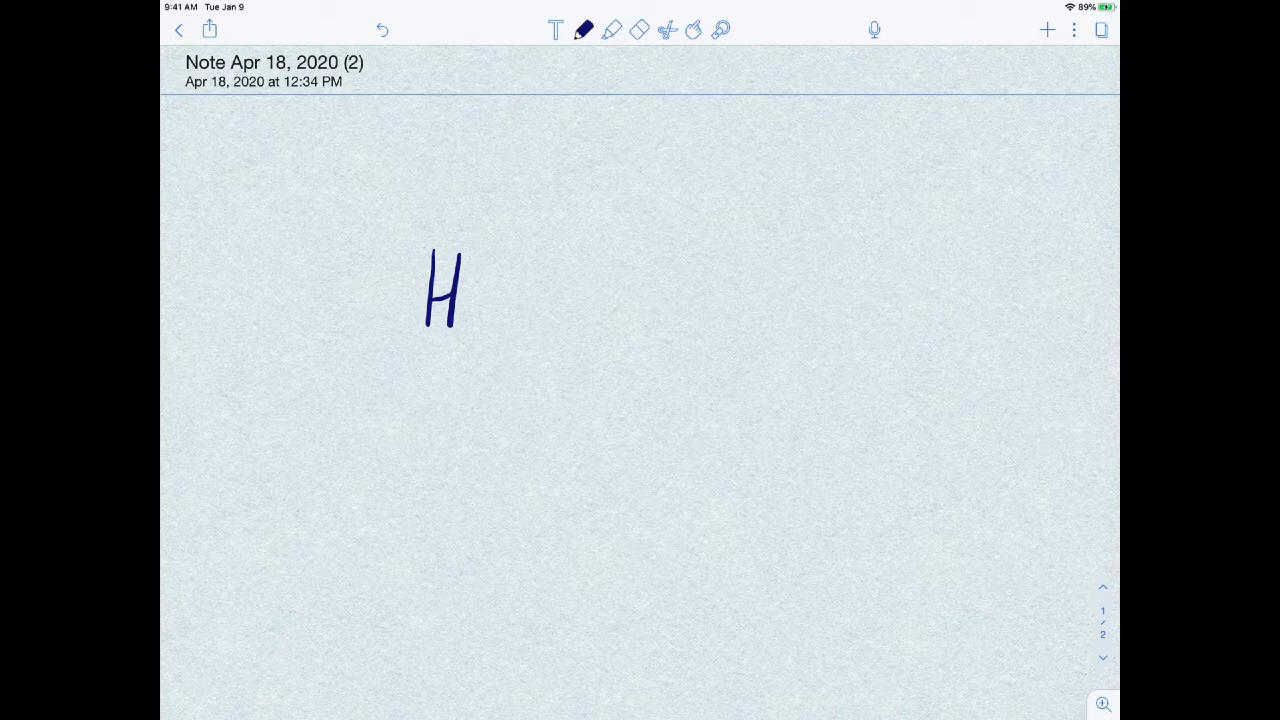 9:41 AM Tue Jan 9 89%
T
Note Apr 18, 2020 (2)
Apr 18, 2020 at 12:34 PM
H
1
/
2